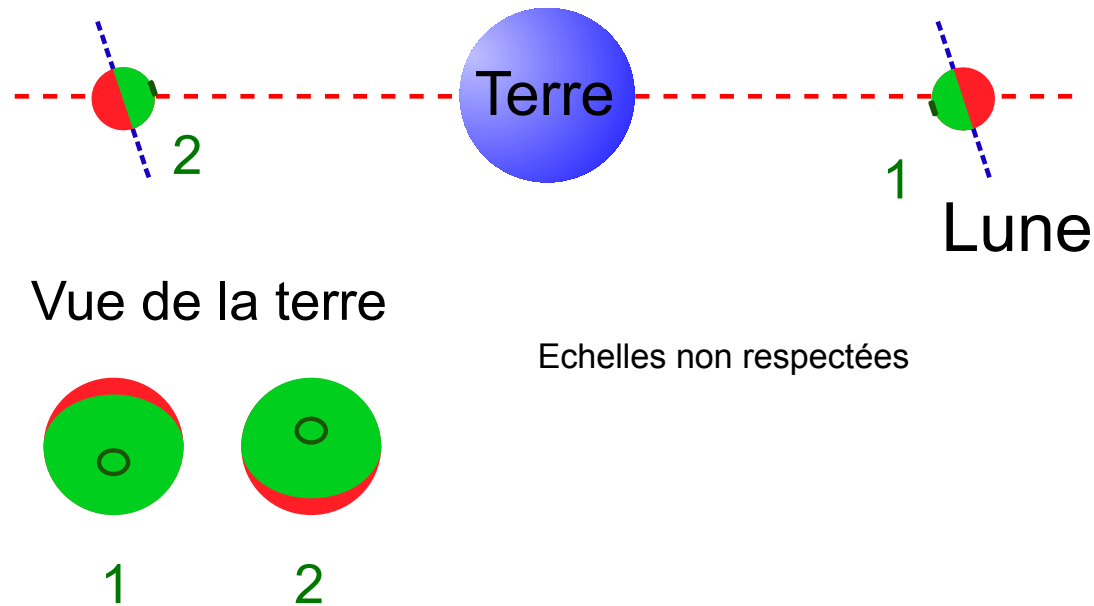 Terre
2
1
Lune
Vue de la terre
Echelles non respectées
1
2